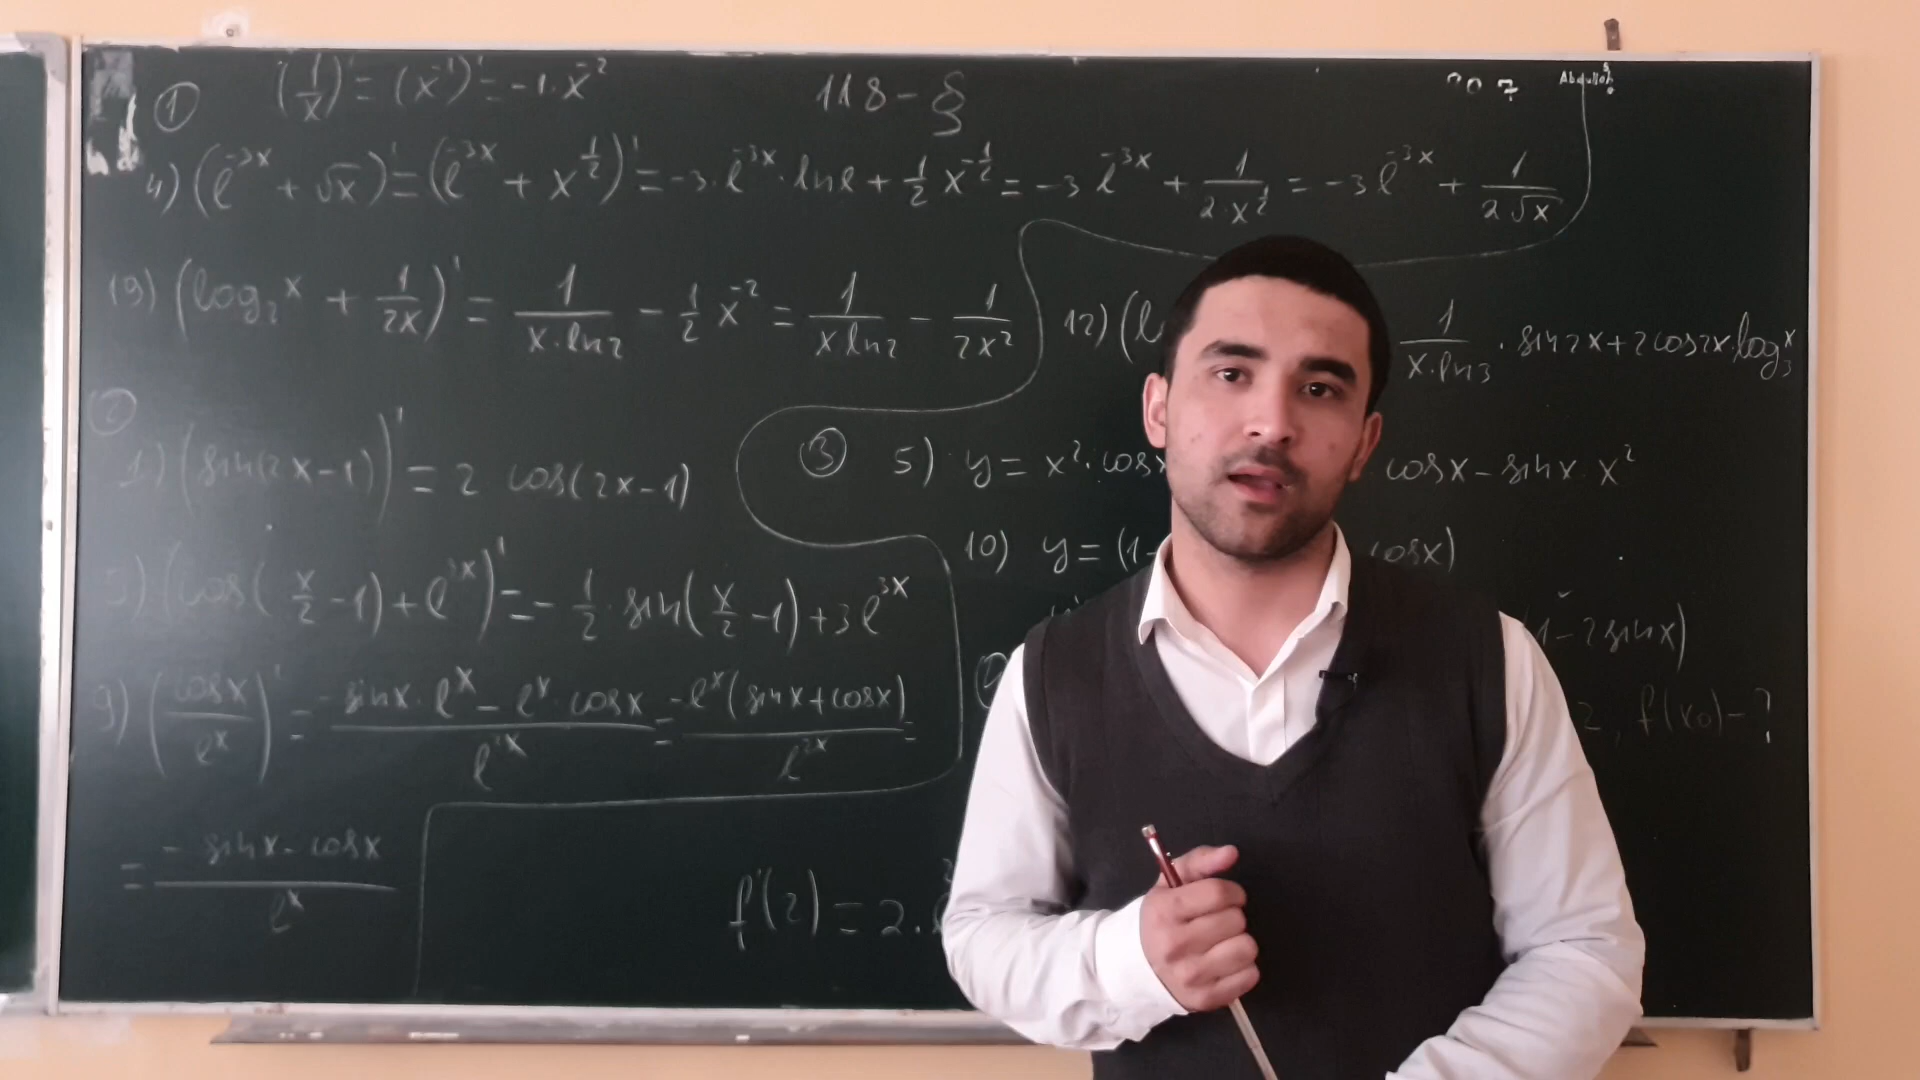 ① (1/x)' = (x⁻¹)' = -1·x⁻²
118-§
4) (e⁻³ˣ + √x)' = (e⁻³ˣ + x^(1/2))' = -3·e⁻³ˣ·lne + 1/2 x^(-1/2) = -3 e⁻³ˣ + 1/(2·x^(1/2)) = -3e⁻³ˣ + 1/(2√x)
(9) (log₂x + 1/(2x))' = 1/(x·ln2) - 1/2 x⁻² = 1/(x ln2) - 1/(2x²)
12) (l
1/(x·ln3) · sin2x+2cos2x·log₃x
②
1) (sin(2x-1))' = 2 cos(2x-1)
5) (cos(x/2 -1)+e³ˣ)' = - 1/2·sin(x/2 -1)+3e³ˣ
9) (cosx/eˣ)' = (-sinx·eˣ - eˣ·cosx)/e²ˣ = -eˣ(sinx+cosx)/e²ˣ =
= (-sinx-cosx)/eˣ
③ 5) y= x²·cosx
cosx-sinx·x²
10) y=(1-
cosx)
1-2sinx)
2, f(x₀)-?
f'(2)=2·e